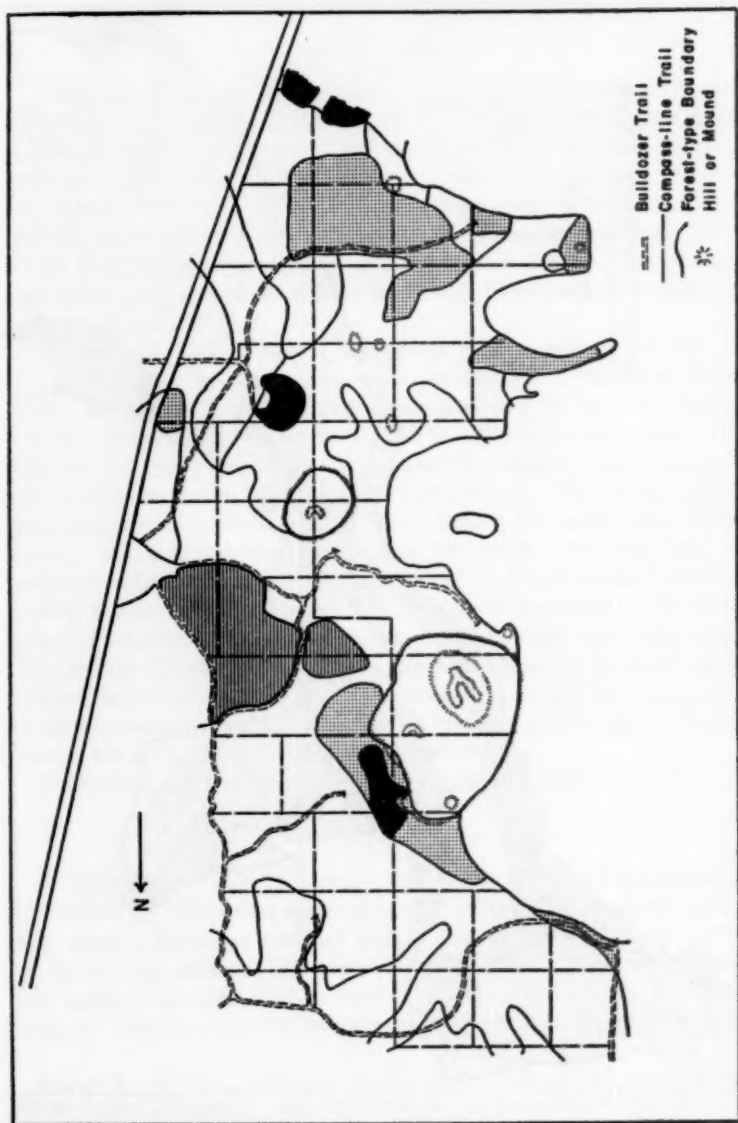 Bulldozer Trail
Compass-line Trail
Forest-type Boundary
Hill or Mound
N